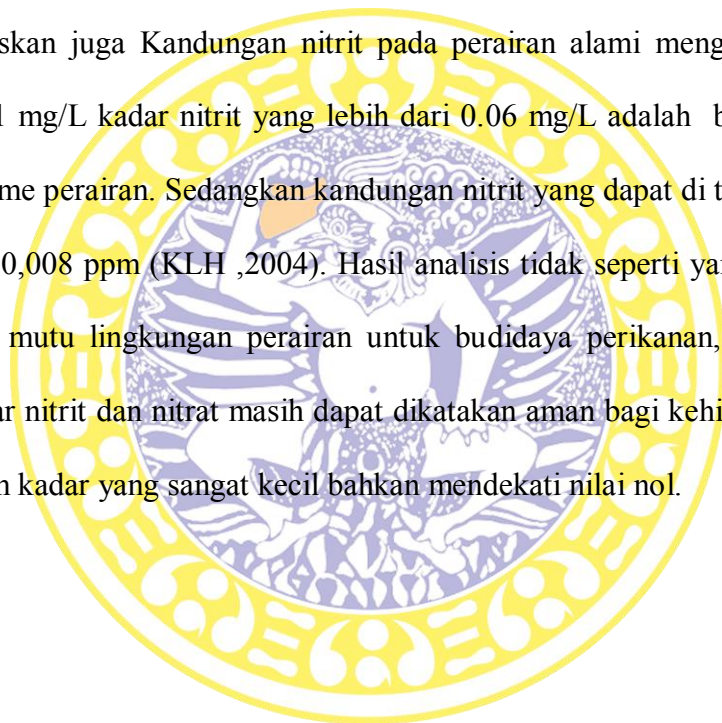 skan juga Kandungan nitrit pada perairan alami meng
mg/L kadar nitrit yang lebih dari 0.06 mg/L adalah b
me perairan. Sedangkan kandungan nitrit yang dapat di t
0,008 ppm (KLH ,2004). Hasil analisis tidak seperti ya
mutu lingkungan perairan untuk budidaya perikanan,
ar nitrit dan nitrat masih dapat dikatakan aman bagi kehi
n kadar yang sangat kecil bahkan mendekati nilai nol.